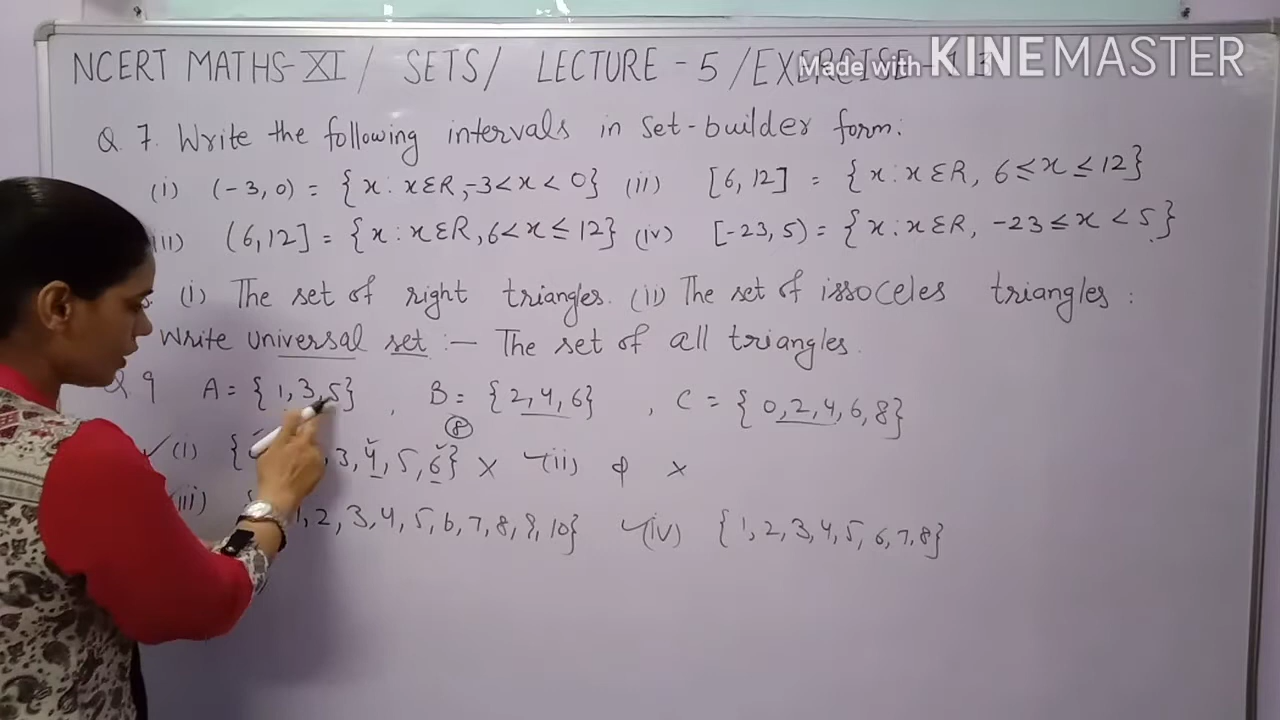 NCERT MATHS-XI / SETS / LECTURE - 5 / EXERCISE - 1.3
Made with KINEMASTER
Q. 7. Write the following intervals in set-builder form:
(i) (-3, 0) = {x : x ∈ R, -3 < x < 0} (ii) [6, 12] = {x : x ∈ R, 6 ≤ x ≤ 12}
(iii) (6, 12] = {x : x ∈ R, 6 < x ≤ 12} (iv) [-23, 5) = {x : x ∈ R, -23 ≤ x < 5}
(i) The set of right triangles. (ii) The set of issoceles triangles :
Write universal set :— The set of all triangles.
Q. 9 A = {1, 3, 5} , B = {2, 4, 6} , C = {0, 2, 4, 6, 8}
8
✓(i) { , 3, 4, 5, 6} × ✓(ii) ϕ ×
(iii) 1, 2, 3, 4, 5, 6, 7, 8, 9, 10} ✓(iv) {1, 2, 3, 4, 5, 6, 7, 8}